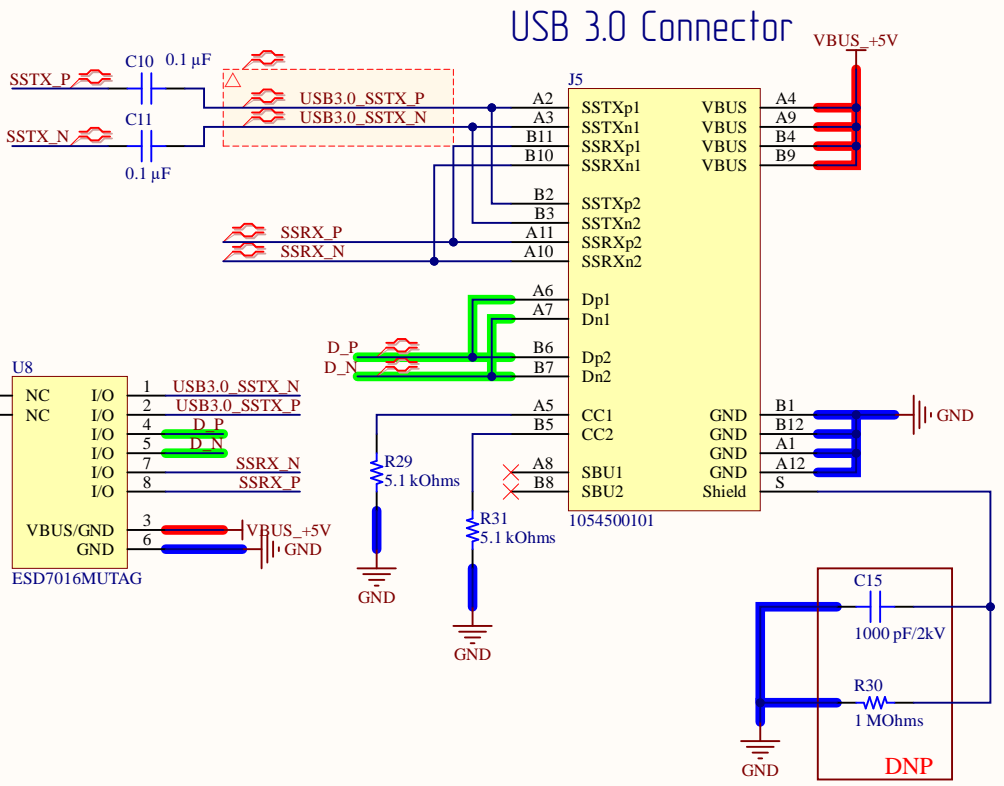 USB 3.0 Connector
VBUS_+5V
C10 0.1 µF
SSTX_P
C11
SSTX_N
0.1 µF
USB3.0_SSTX_P
USB3.0_SSTX_N
SSRX_P
SSRX_N
D_P
D_N
J5
A2 SSTXp1 VBUS A4
A3 SSTXn1 VBUS A9
B11 SSRXp1 VBUS B4
B10 SSRXn1 VBUS B9
B2 SSTXp2
B3 SSTXn2
A11 SSRXp2
A10 SSRXn2
A6 Dp1
A7 Dn1
B6 Dp2
B7 Dn2
A5 CC1 GND B1 GND
B5 CC2 GND B12
GND A1
A8 SBU1 GND A12
B8 SBU2 Shield S
1054500101
U8
NC I/O 1 USB3.0_SSTX_N
NC I/O 2 USB3.0_SSTX_P
I/O 4 D_P
I/O 5 D_N
I/O 7 SSRX_N
I/O 8 SSRX_P
VBUS/GND 3 VBUS_+5V
GND 6 GND
ESD7016MUTAG
R29
5.1 kOhms
GND
R31
5.1 kOhms
GND
C15
1000 pF/2kV
R30
1 MOhms
GND
DNP